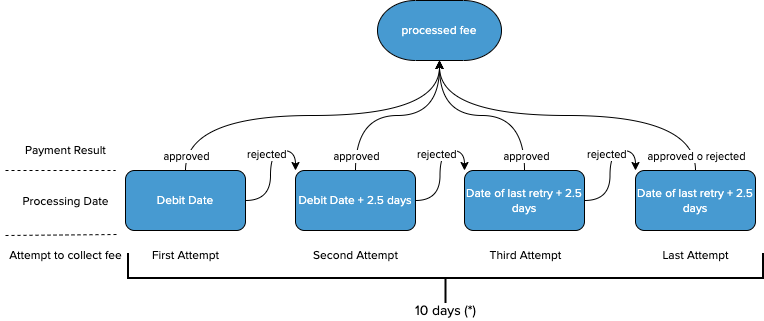 processed fee
Payment Result
approved
rejected
approved
rejected
approved
rejected
approved o rejected
Processing Date
Debit Date
Debit Date + 2.5 days
Date of last retry + 2.5
days
Date of last retry + 2.5
days
Attempt to collect fee
First Attempt
Second Attempt
Third Attempt
Last Attempt
10 days (*)